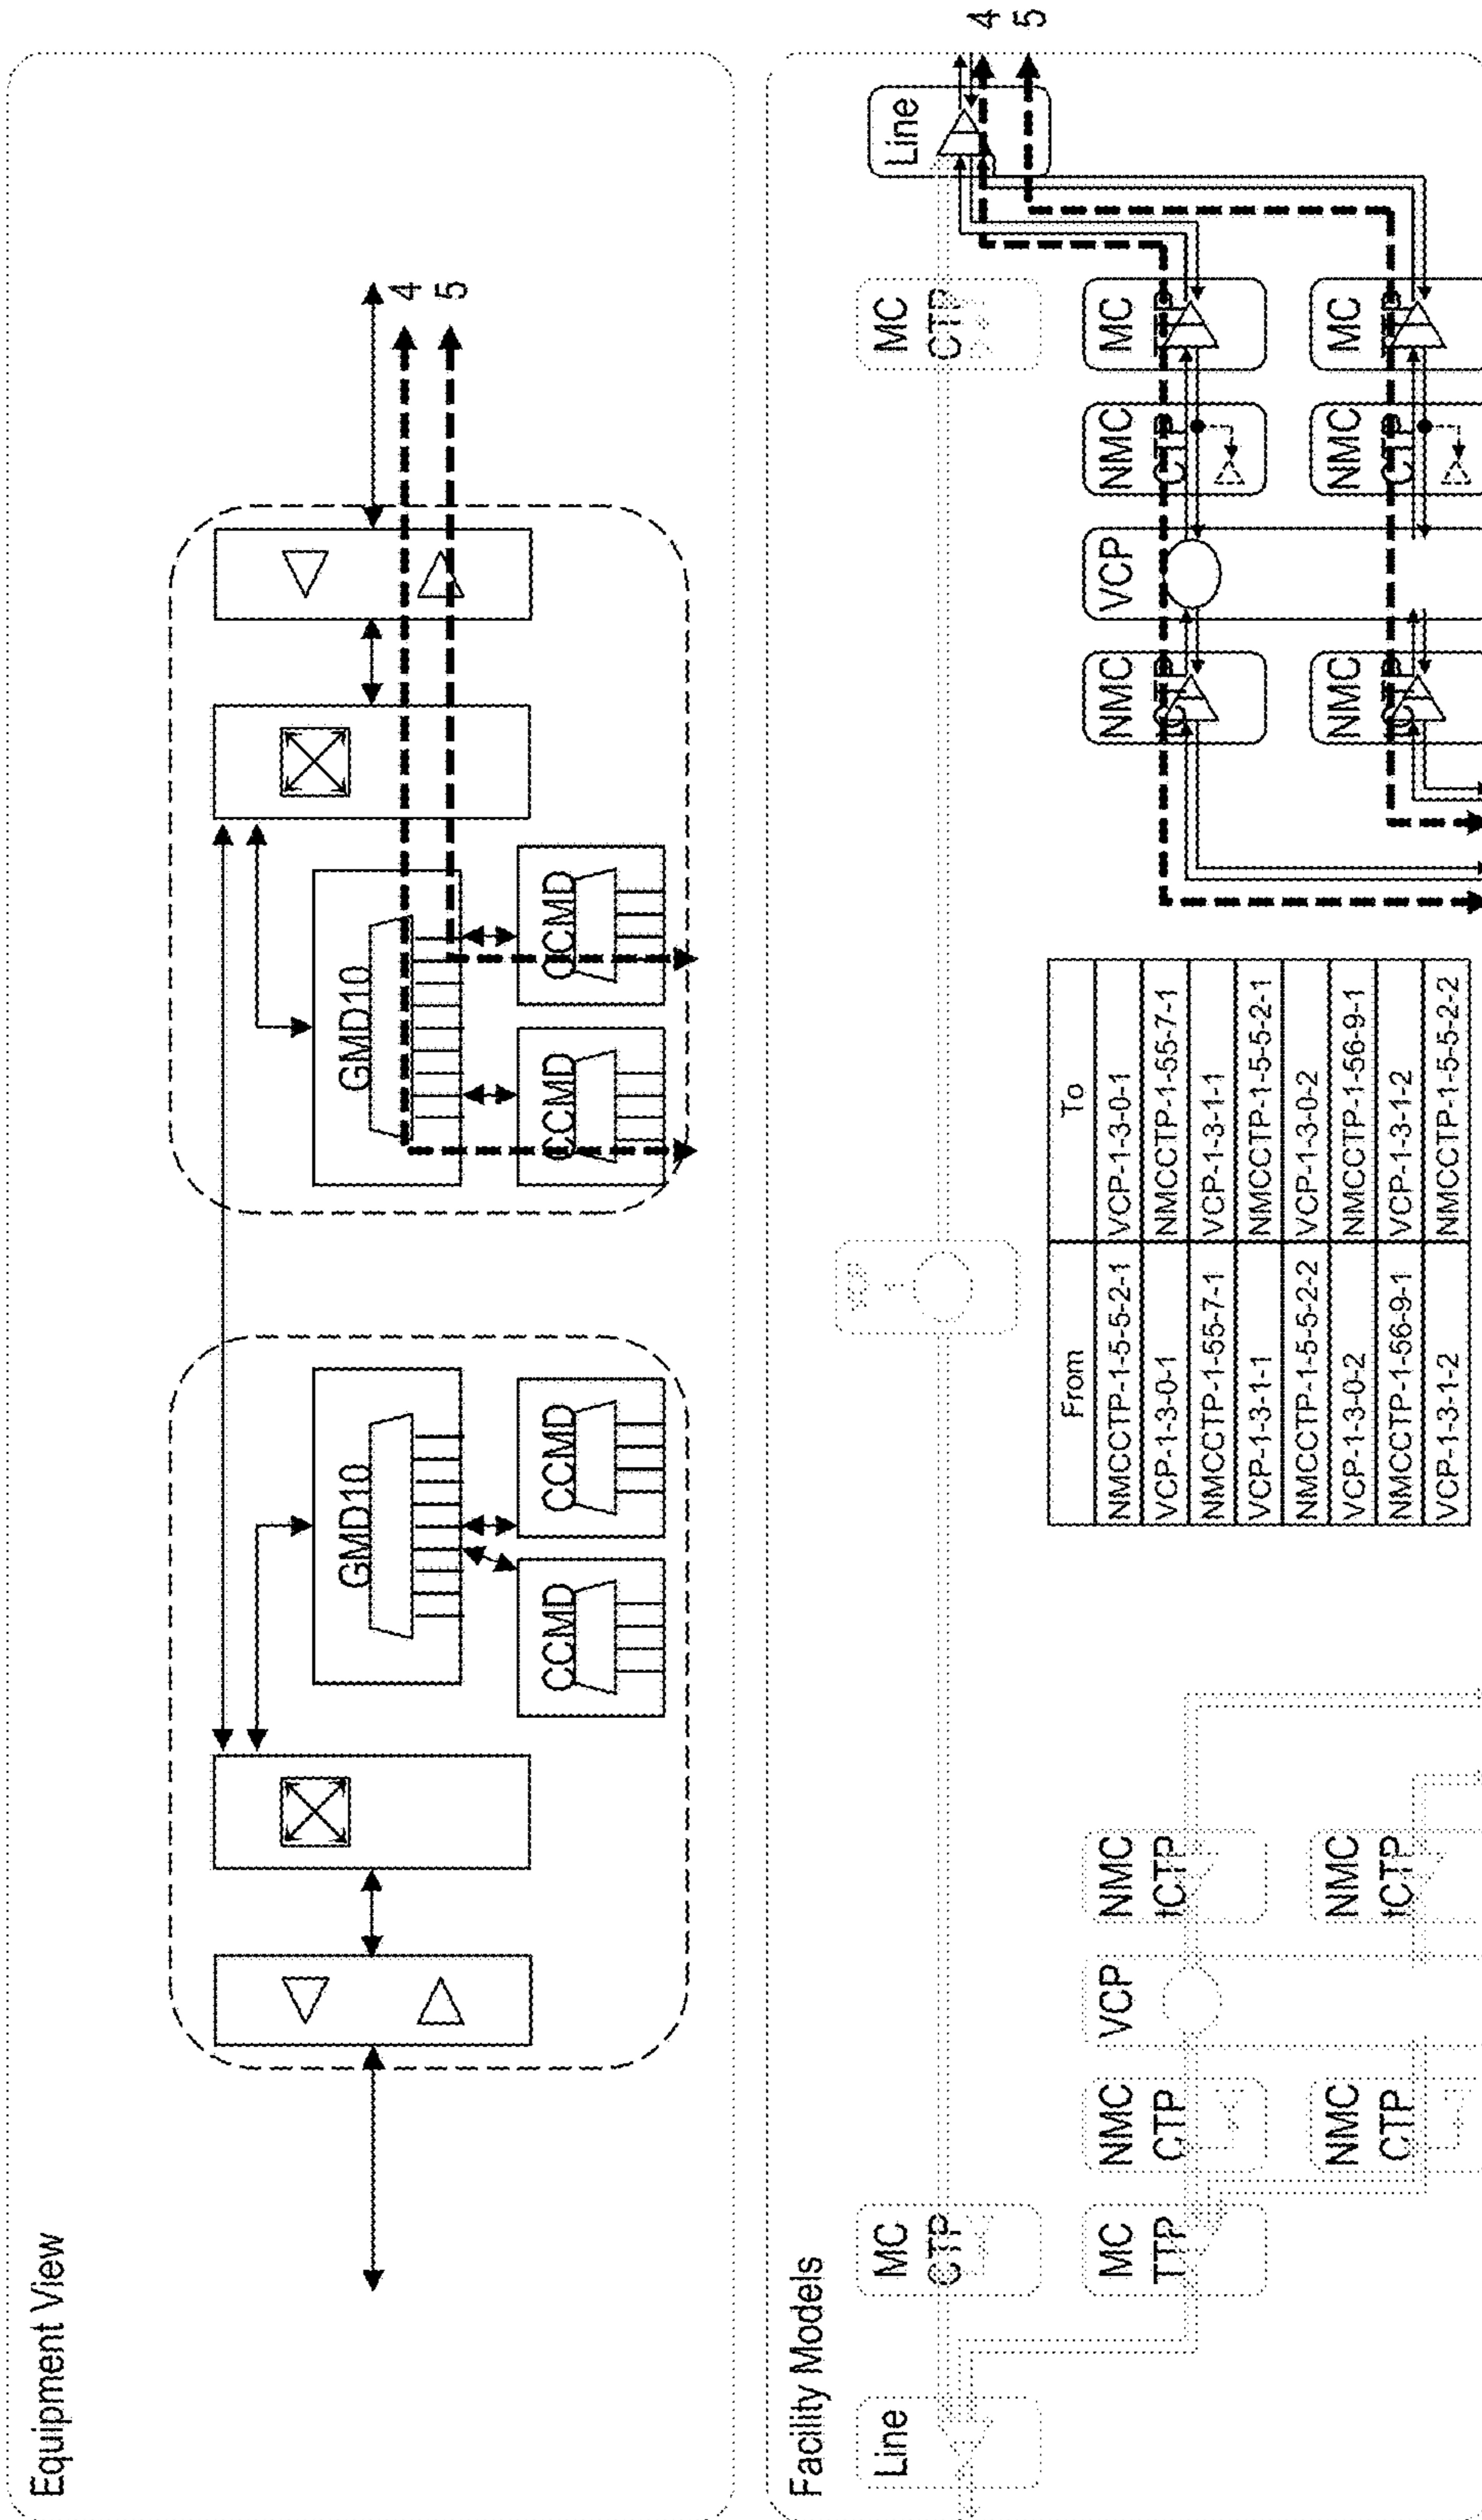 Equipment View
GMD10
CCMD
CCMD
GMD10
CCMD
CCMD
4
5
Facility Models
Line
MC
CTP
MC
TTP
NMC
CTP
NMC
CTP
VCP
NMC
tCTP
NMC
tCTP
From To
NMCCTP-1-5-5-2-1 VCP-1-3-0-1
VCP-1-3-0-1 NMCCTP-1-55-7-1
NMCCTP-1-55-7-1 VCP-1-3-1-1
VCP-1-3-1-1 NMCCTP-1-5-5-2-1
NMCCTP-1-5-5-2-2 VCP-1-3-0-2
VCP-1-3-0-2 NMCCTP-1-56-9-1
NMCCTP-1-56-9-1 VCP-1-3-1-2
VCP-1-3-1-2 NMCCTP-1-5-5-2-2
NMC
NMC
VCP
NMC
CTP
NMC
CTP
MC
CTP
MC
MC
Line
4
5